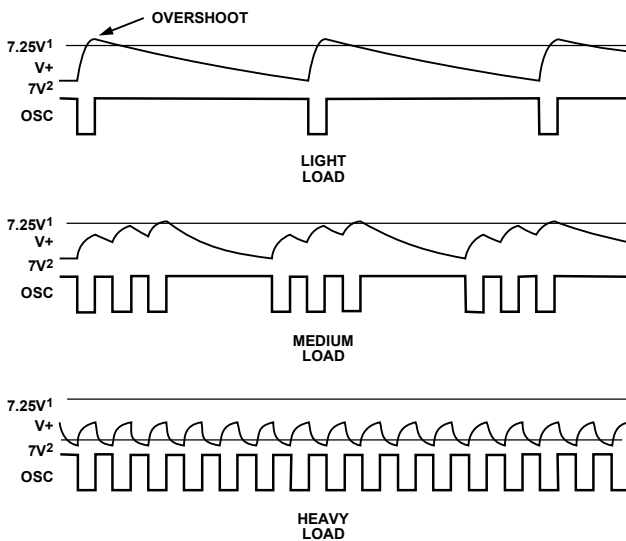 OVERSHOOT
7.25V1
V+
7V2
OSC
LIGHT
LOAD
7.25V1
V+
7V2
OSC
MEDIUM
LOAD
7.25V1
V+
7V2
OSC
HEAVY
LOAD